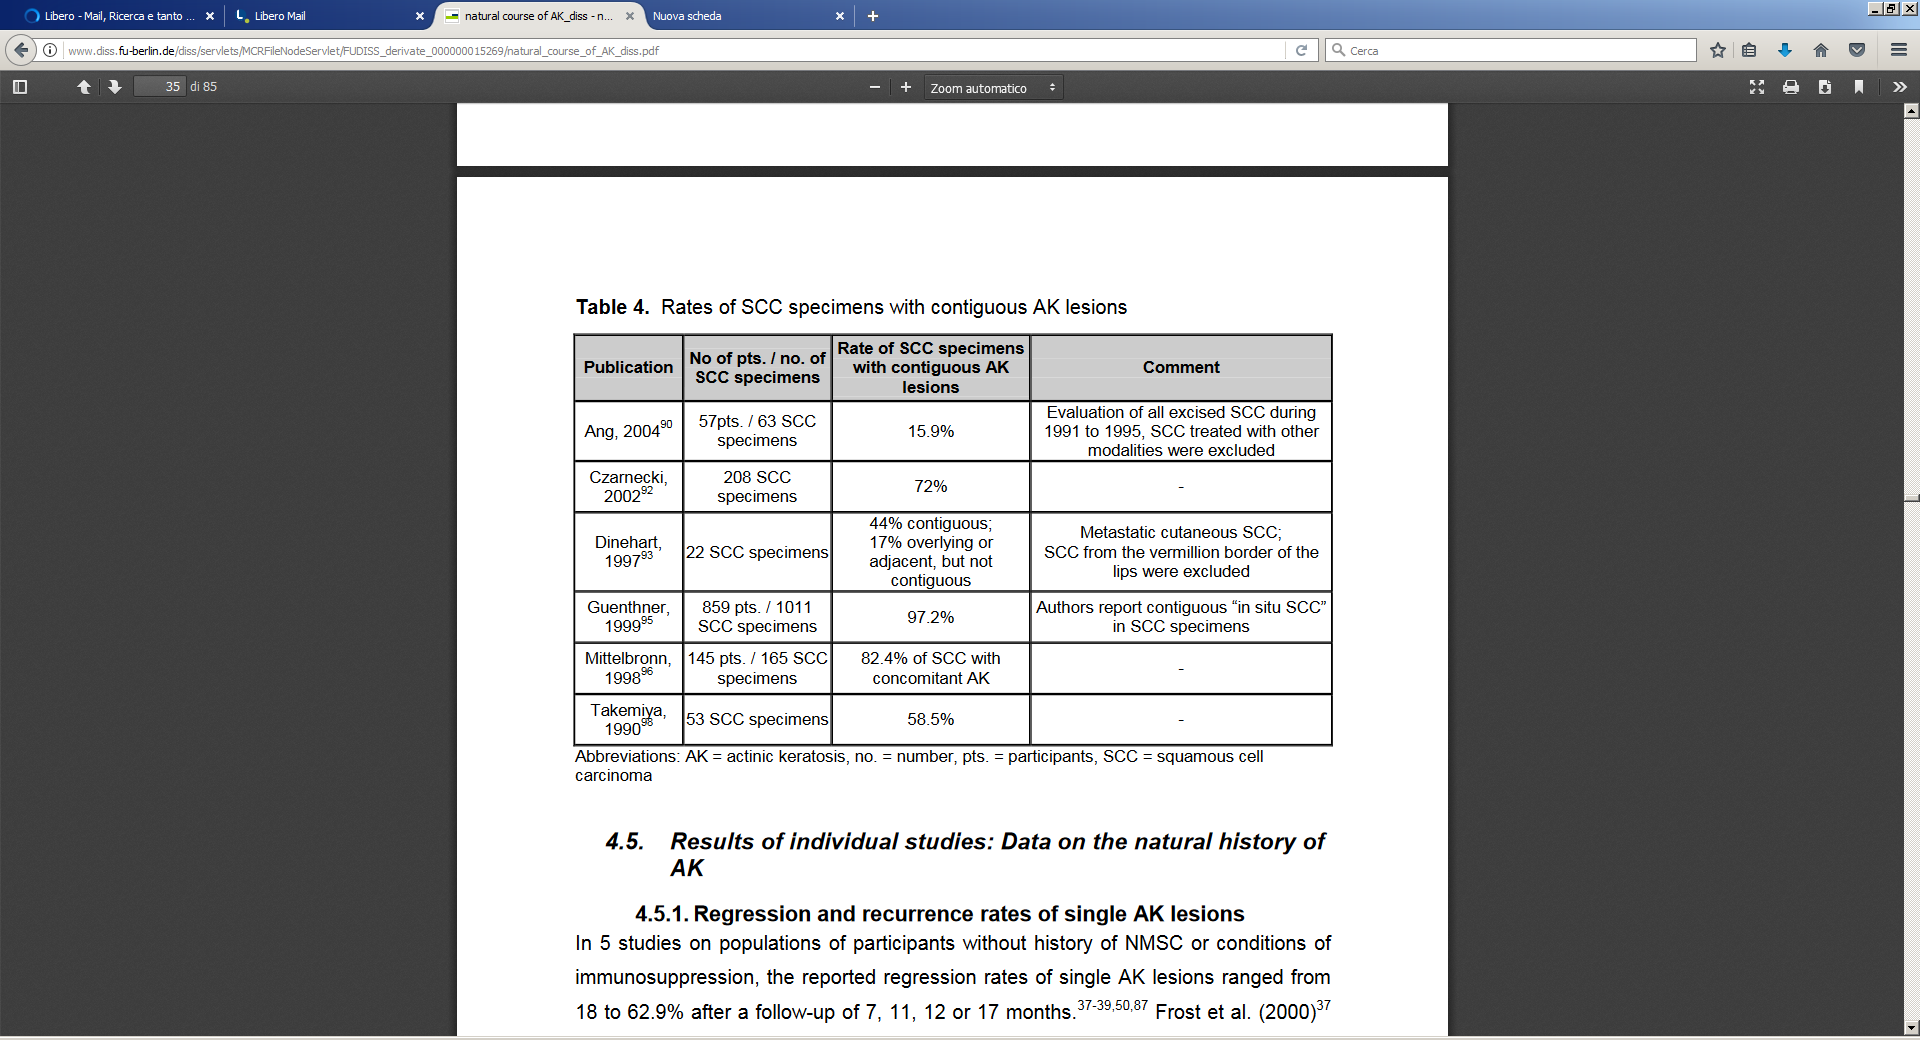 Libero - Mail, Ricerca e tanto ...
Libero Mail
natural course of AK_diss - n...
Nuova scheda
www.diss.fu-berlin.de/diss/servlets/MCRFileNodeServlet/FUDISS_derivate_000000015269/natural_course_of_AK_diss.pdf
Cerca
35 di 85
Zoom automatico
Table 4. Rates of SCC specimens with contiguous AK lesions
Publication
No of pts. / no. of
SCC specimens
Rate of SCC specimens
with contiguous AK
lesions
Comment
Ang, 200490
57pts. / 63 SCC
specimens
15.9%
Evaluation of all excised SCC during
1991 to 1995, SCC treated with other
modalities were excluded
Czarnecki,
200292
208 SCC
specimens
72%
-
Dinehart,
199793
22 SCC specimens
44% contiguous;
17% overlying or
adjacent, but not
contiguous
Metastatic cutaneous SCC;
SCC from the vermillion border of the
lips were excluded
Guenthner,
199995
859 pts. / 1011
SCC specimens
97.2%
Authors report contiguous “in situ SCC”
in SCC specimens
Mittelbronn,
199896
145 pts. / 165 SCC
specimens
82.4% of SCC with
concomitant AK
-
Takemiya,
199098
53 SCC specimens
58.5%
-
Abbreviations: AK = actinic keratosis, no. = number, pts. = participants, SCC = squamous cell
carcinoma
4.5. Results of individual studies: Data on the natural history of
AK
4.5.1. Regression and recurrence rates of single AK lesions
In 5 studies on populations of participants without history of NMSC or conditions of
immunosuppression, the reported regression rates of single AK lesions ranged from
18 to 62.9% after a follow-up of 7, 11, 12 or 17 months.37-39,50,87 Frost et al. (2000)37